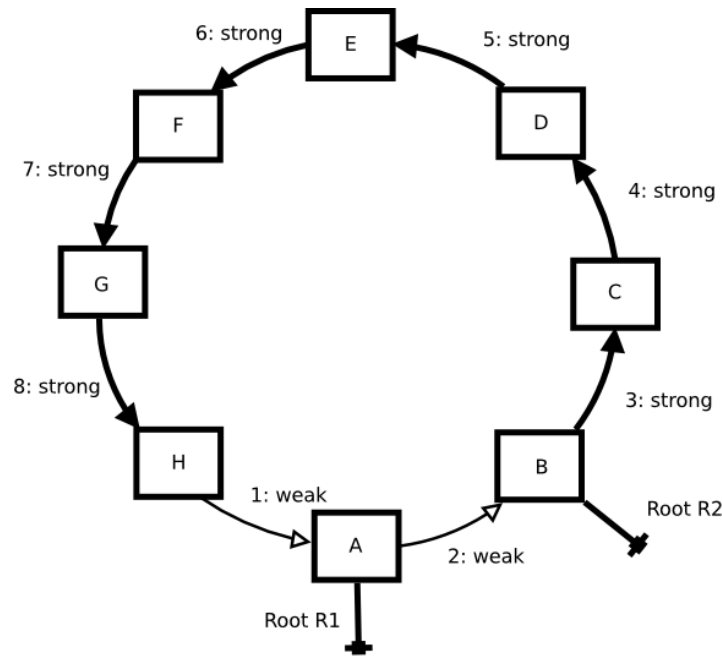 6: strong
E
5: strong
F
D
7: strong
4: strong
G
C
8: strong
3: strong
H
B
1: weak
Root R2
A
2: weak
Root R1